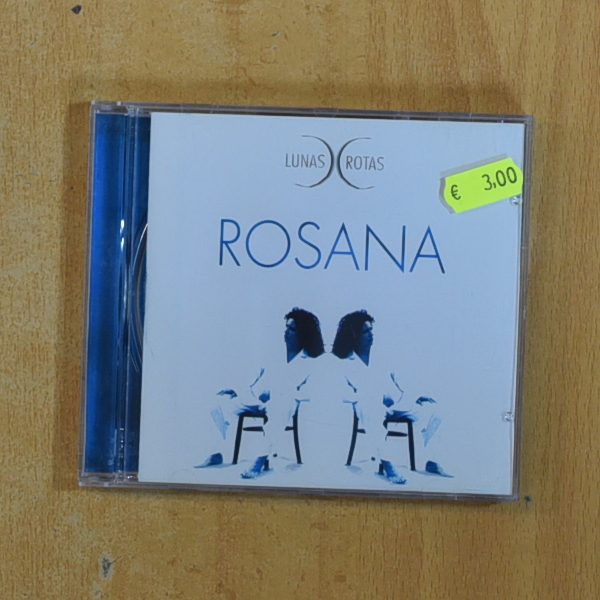 LUNAS ROTAS
€ 3,00
ROSANA